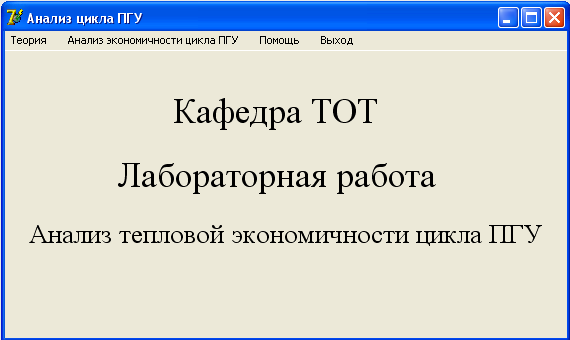 Анализ цикла ПГУ
Теория Анализ экономичности цикла ПГУ Помощь Выход
Кафедра ТОТ
Лабораторная работа
Анализ тепловой экономичности цикла ПГУ